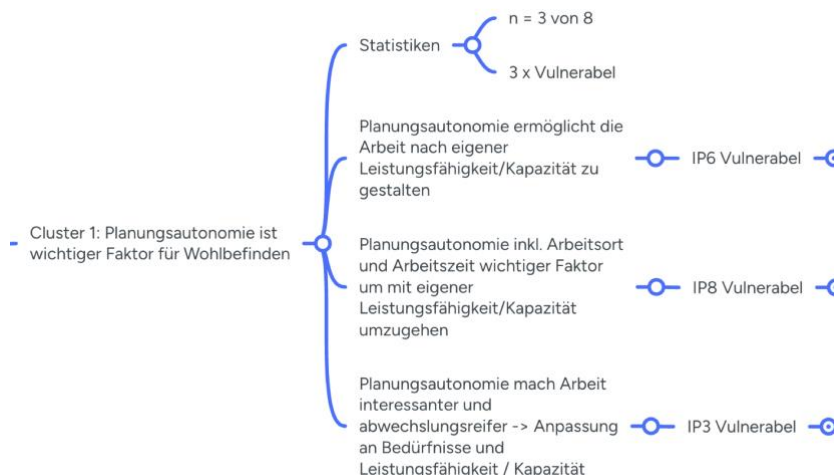 n = 3 von 8
Statistiken
3 x Vulnerabel
Planungsautonomie ermöglicht die
Arbeit nach eigener
Leistungsfähigkeit/Kapazität zu
gestalten
IP6 Vulnerabel
Cluster 1: Planungsautonomie ist
wichtiger Faktor für Wohlbefinden
Planungsautonomie inkl. Arbeitsort
und Arbeitszeit wichtiger Faktor
um mit eigener
Leistungsfähigkeit/Kapazität
umzugehen
IP8 Vulnerabel
Planungsautonomie mach Arbeit
interessanter und
abwechslungsreifer -> Anpassung
an Bedürfnisse und
Leistungsfähigkeit / Kapazität
IP3 Vulnerabel